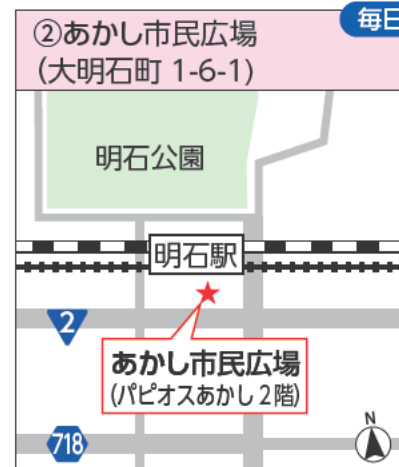 毎日
②あかし市民広場
(大明石町 1-6-1)
明石公園
明石駅
2
あかし市民広場
(パピオスあかし2階)
718
N